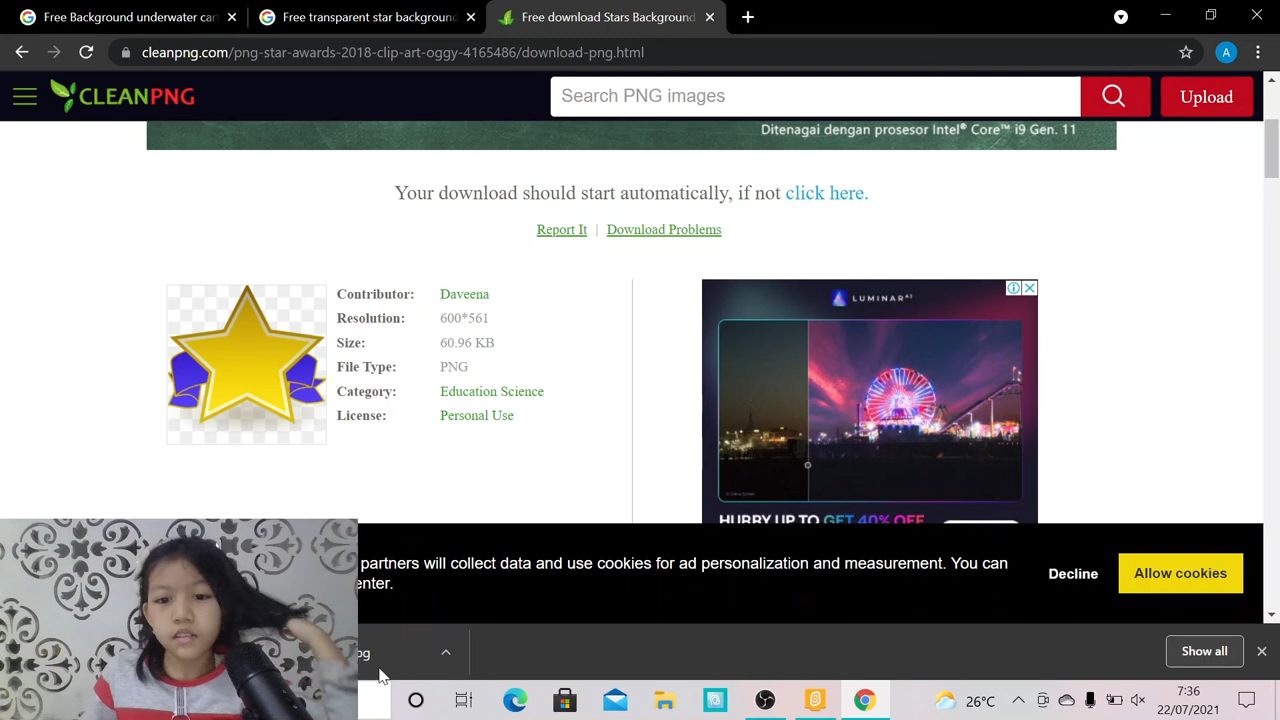 Free Background underwater cart
Free transparent star background
Free download Stars Background
cleanpng.com/png-star-awards-2018-clip-art-oggy-4165486/download-png.html
A
CLEANPNG
Search PNG images
Upload
Ditenagai dengan prosesor Intel® Core™ i9 Gen. 11
Your download should start automatically, if not click here.
Report It | Download Problems
Contributor: Daveena
Resolution: 600*561
Size: 60.96 KB
File Type: PNG
Category: Education Science
License: Personal Use
LUMINAR AI
HURRY UP TO GET 40% OFF
partners will collect data and use cookies for ad personalization and measurement. You can
enter.
Decline
Allow cookies
pg
Show all
26°C
7:36
22/07/2021